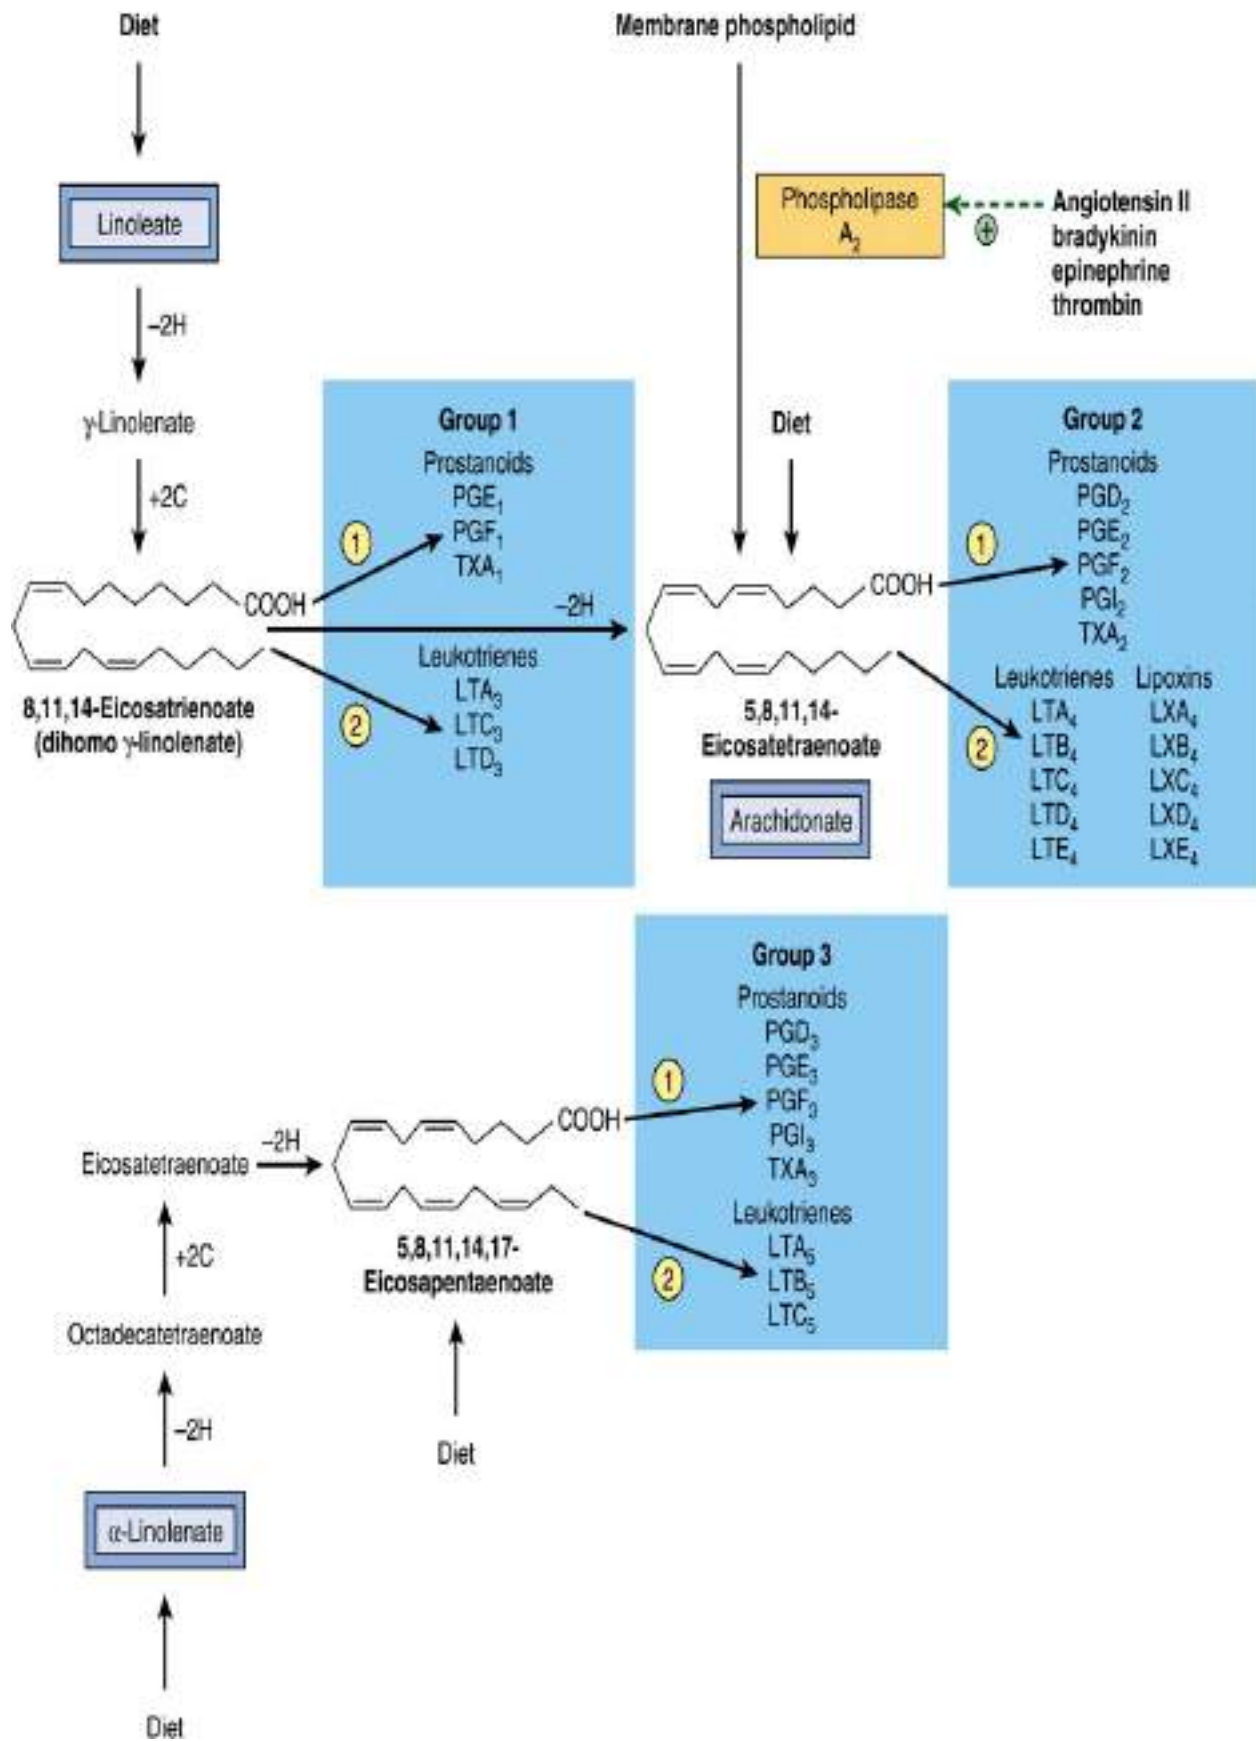 Diet
Membrane phospholipid
Linoleate
Phospholipase
A₂
+
Angiotensin II
bradykinin
epinephrine
thrombin
–2H
γ-Linolenate
+2C
COOH
8,11,14-Eicosatrienoate
(dihomo γ-linolenate)
1
2
Group 1
Prostanoids
PGE₁
PGF₁
TXA₁
–2H
Leukotrienes
LTA₃
LTC₃
LTD₃
Diet
COOH
5,8,11,14-
Eicosatetraenoate
Arachidonate
1
2
Group 2
Prostanoids
PGD₂
PGE₂
PGF₂
PGI₂
TXA₂
Leukotrienes Lipoxins
LTA₄ LXA₄
LTB₄ LXB₄
LTC₄ LXC₄
LTD₄ LXD₄
LTE₄ LXE₄
Group 3
Prostanoids
PGD₃
PGE₃
PGF₃
PGI₃
TXA₃
Leukotrienes
LTA₅
LTB₅
LTC₅
1
2
COOH
–2H
Eicosatetraenoate
5,8,11,14,17-
Eicosapentaenoate
+2C
Octadecatetraenoate
–2H
Diet
α-Linolenate
Diet